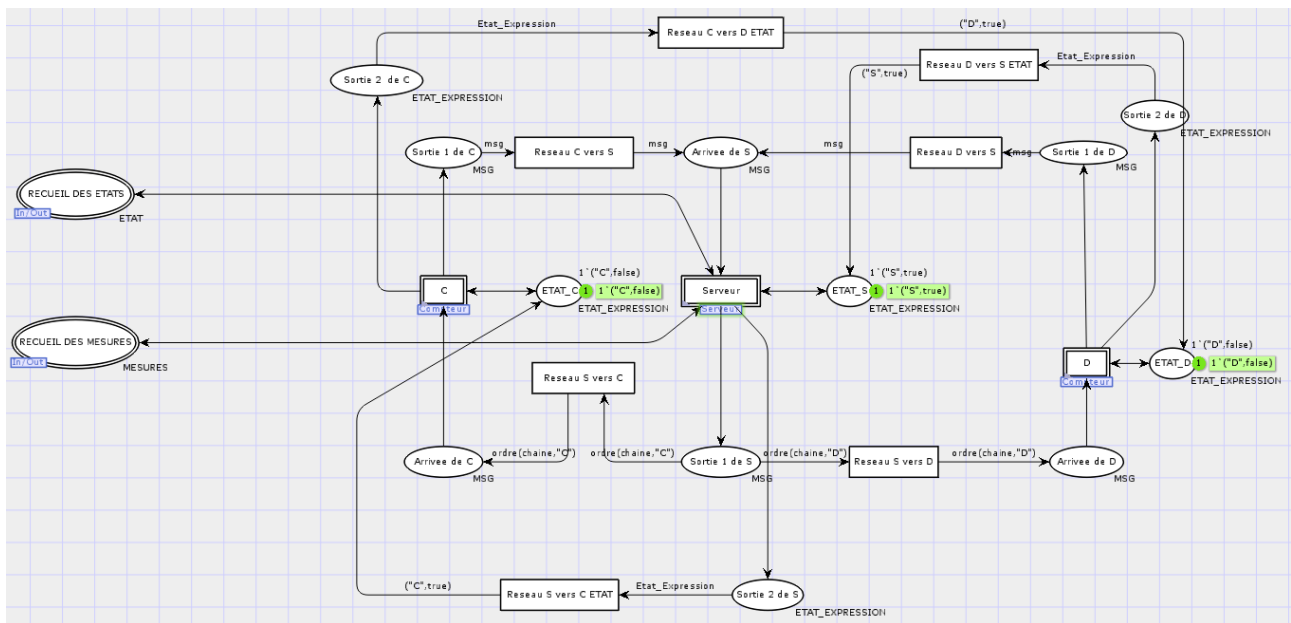 Etat_Expression
Reseau C vers D ETAT
("D",true)
Sortie 2 de C
ETAT_EXPRESSION
("S",true)
Reseau D vers S ETAT
Etat_Expression
Sortie 2 de D
ETAT_EXPRESSION
Sortie 1 de C
MSG
msg
Reseau C vers S
msg
Arrivee de S
MSG
msg
Reseau D vers S
msg
Sortie 1 de D
MSG
RECUEIL DES ETATS
In/Out
ETAT
C
Compteur
1`("C",false)
ETAT_C
1
1`("C",false)
ETAT_EXPRESSION
Serveur
Serveur
1`("S",true)
ETAT_S
1
1`("S",true)
ETAT_EXPRESSION
RECUEIL DES MESURES
In/Out
MESURES
D
Compteur
1`("D",false)
ETAT_D
1
1`("D",false)
ETAT_EXPRESSION
Reseau S vers C
Arrivee de C
MSG
ordre(chaine,"C")
ordre(chaine,"C")
Sortie 1 de S
MSG
ordre(chaine,"D")
Reseau S vers D
ordre(chaine,"D")
Arrivee de D
MSG
("C",true)
Reseau S vers C ETAT
Etat_Expression
Sortie 2 de S
ETAT_EXPRESSION